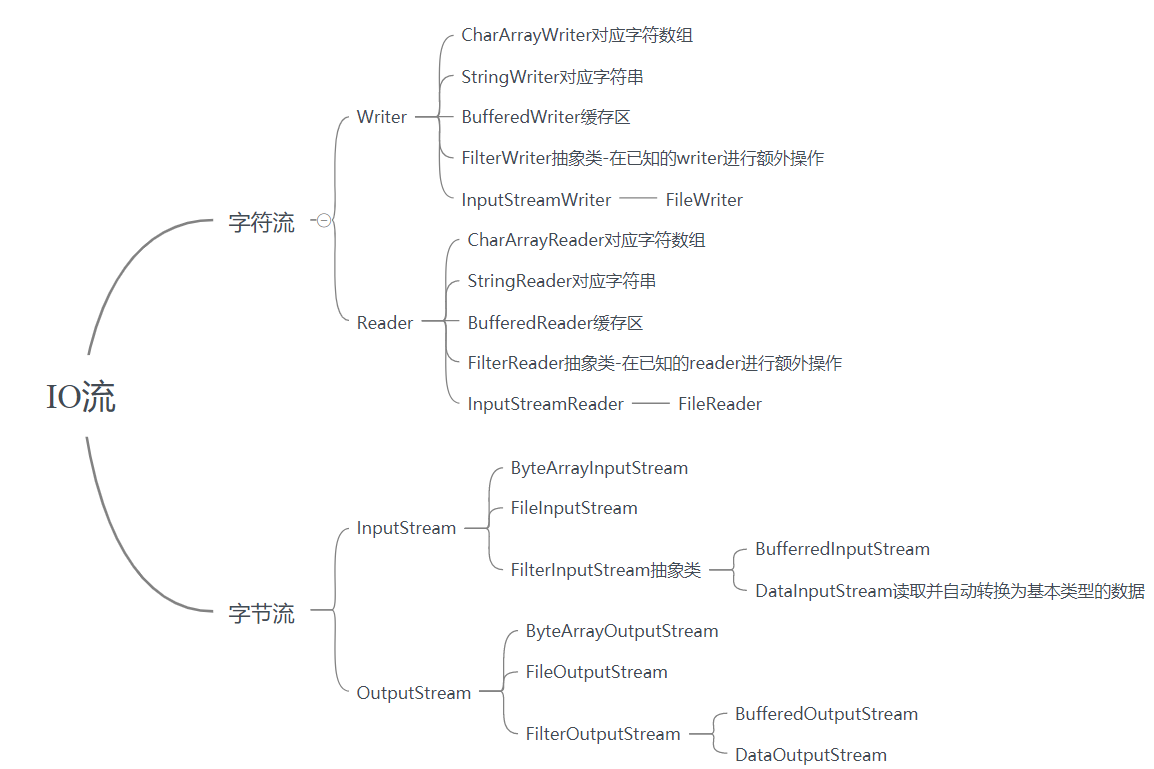 IO流
字符流
Writer
CharArrayWriter对应字符数组
StringWriter对应字符串
BufferedWriter缓存区
FilterWriter抽象类-在已知的writer进行额外操作
InputStreamWriter
FileWriter
Reader
CharArrayReader对应字符数组
StringReader对应字符串
BufferedReader缓存区
FilterReader抽象类-在已知的reader进行额外操作
InputStreamReader
FileReader
字节流
InputStream
ByteArrayInputStream
FileInputStream
FilterInputStream抽象类
BufferredInputStream
DataInputStream读取并自动转换为基本类型的数据
OutputStream
ByteArrayOutputStream
FileOutputStream
FilterOutputStream
BufferedOutputStream
DataOutputStream